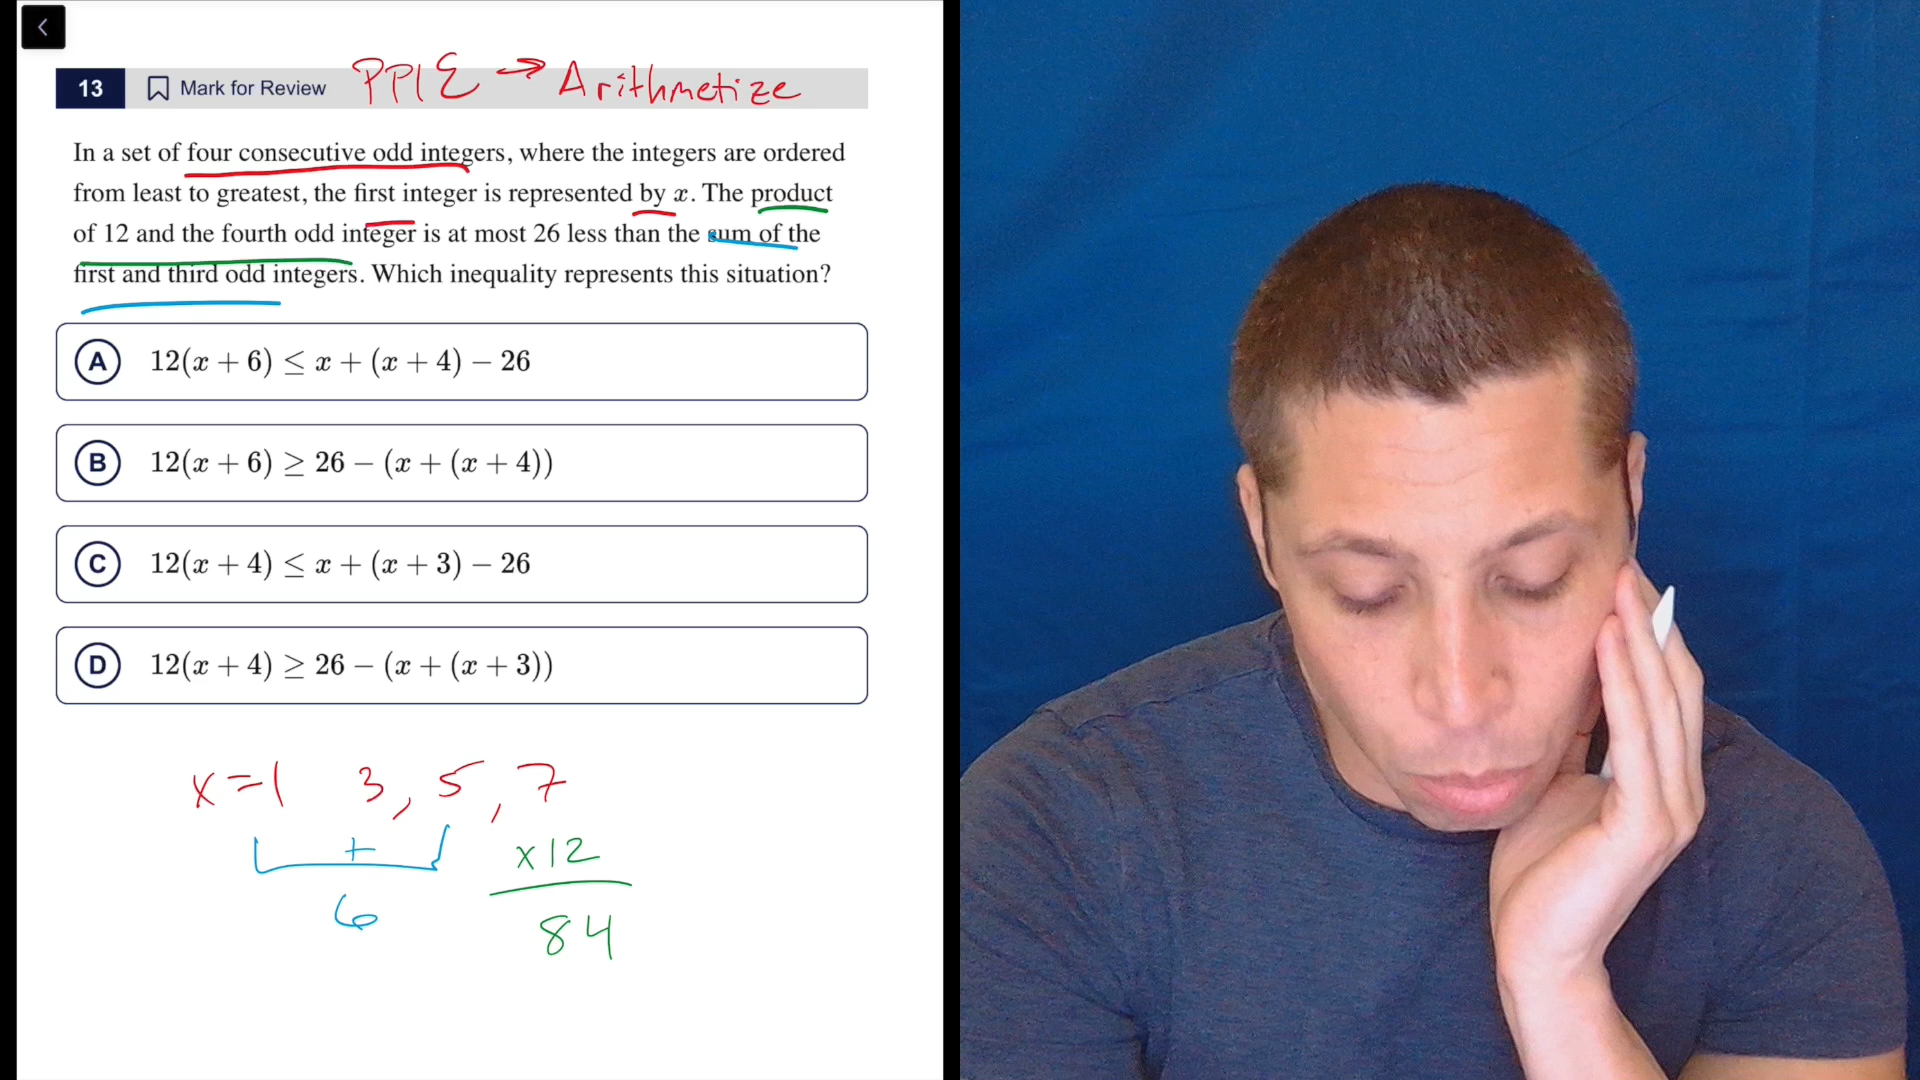 13 Mark for Review PPIE → Arithmetize
In a set of four consecutive odd integers, where the integers are ordered
from least to greatest, the first integer is represented by x. The product
of 12 and the fourth odd integer is at most 26 less than the sum of the
first and third odd integers. Which inequality represents this situation?
A 12(x + 6) ≤ x + (x + 4) − 26
B 12(x + 6) ≥ 26 − (x + (x + 4))
C 12(x + 4) ≤ x + (x + 3) − 26
D 12(x + 4) ≥ 26 − (x + (x + 3))
x=1 3, 5, 7
+ x12
6 84